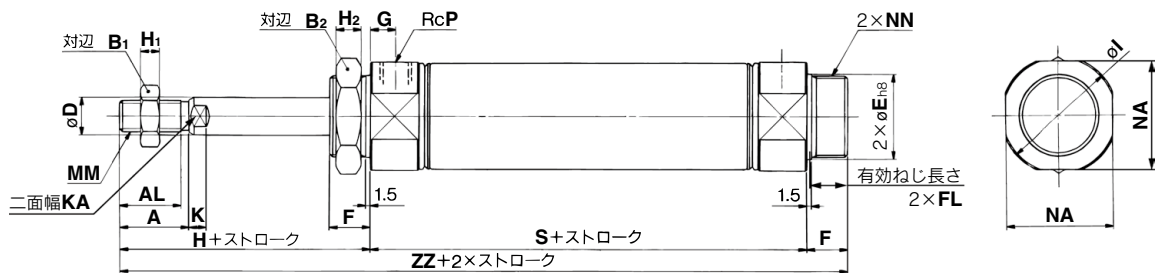 対辺 B₂ H₂ G RcP 2×NN
対辺 B₁ H₁
øI
øD
2×øEh8
NA
MM
二面幅KA
AL
A K
F 1.5
1.5
有効ねじ長さ
2×FL
F
H+ストローク
S+ストローク
ZZ+2×ストローク
NA